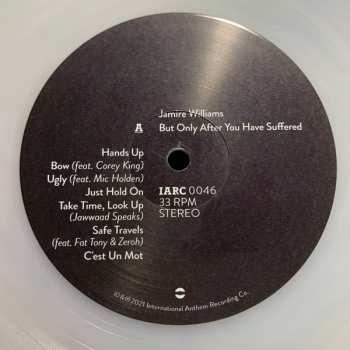 Jamire Williams
A But Only After You Have Suffered
Hands Up
Bow (feat. Corey King)
Ugly (feat. Mic Holden)
Just Hold On
Take Time, Look Up
(Jawwaad Speaks)
Safe Travels
(feat. Fat Tony & Zeroh)
C'est Un Mot
IARC 0046
33 RPM
STEREO
©&℗ 2021 International Anthem Recording Co.